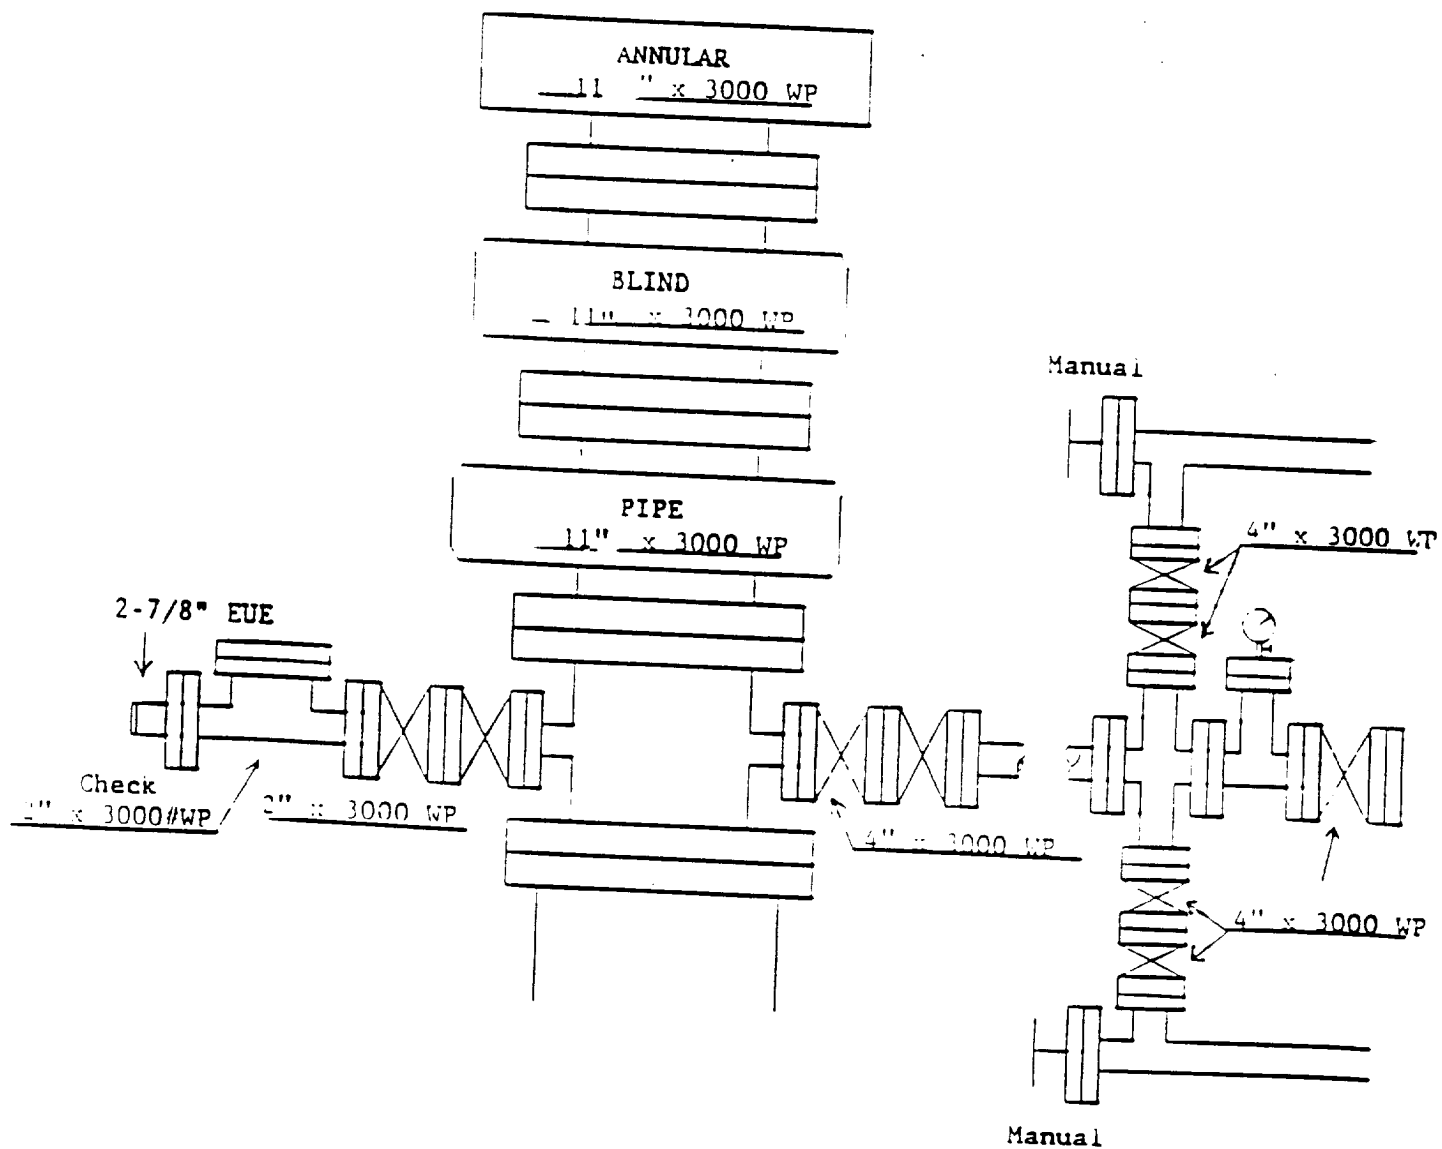 ANNULAR
11 " x 3000 WP
BLIND
11" x 3000 WP
Manual
PIPE
11" x 3000 WP
4" x 3000 WP
2-7/8" EUE
Check
2" x 3000#WP
2" x 3000 WP
4" x 3000 WP
4" x 3000 WP
Manual